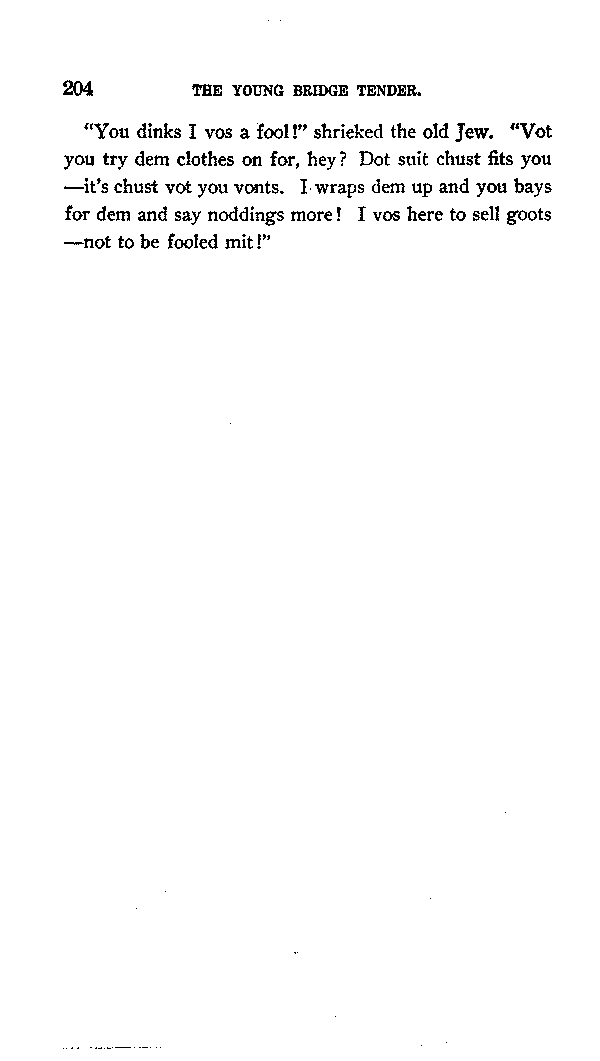 204 THE YOUNG BRIDGE TENDER.
"You dinks I vos a fool!" shrieked the old Jew. "Vot
you try dem clothes on for, hey? Dot suit chust fits you
—it's chust vot you vonts. I wraps dem up and you bays
for dem and say noddings more! I vos here to sell goots
—not to be fooled mit!"